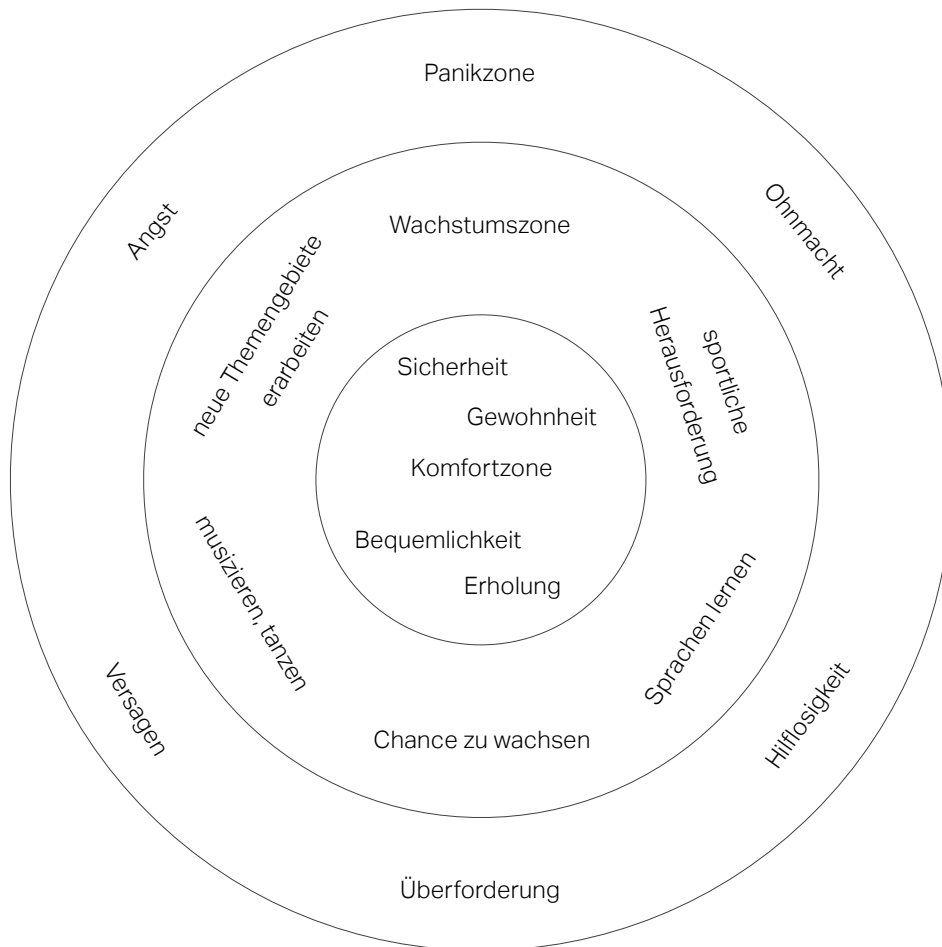 Panikzone
Angst
Ohnmacht
Wachstumszone
neue Themengebiete
erarbeiten
sportliche
Herausforderung
Sicherheit
Gewohnheit
Komfortzone
Bequemlichkeit
Erholung
musizieren, tanzen
Sprachen lernen
Chance zu wachsen
Versagen
Hilflosigkeit
Überforderung